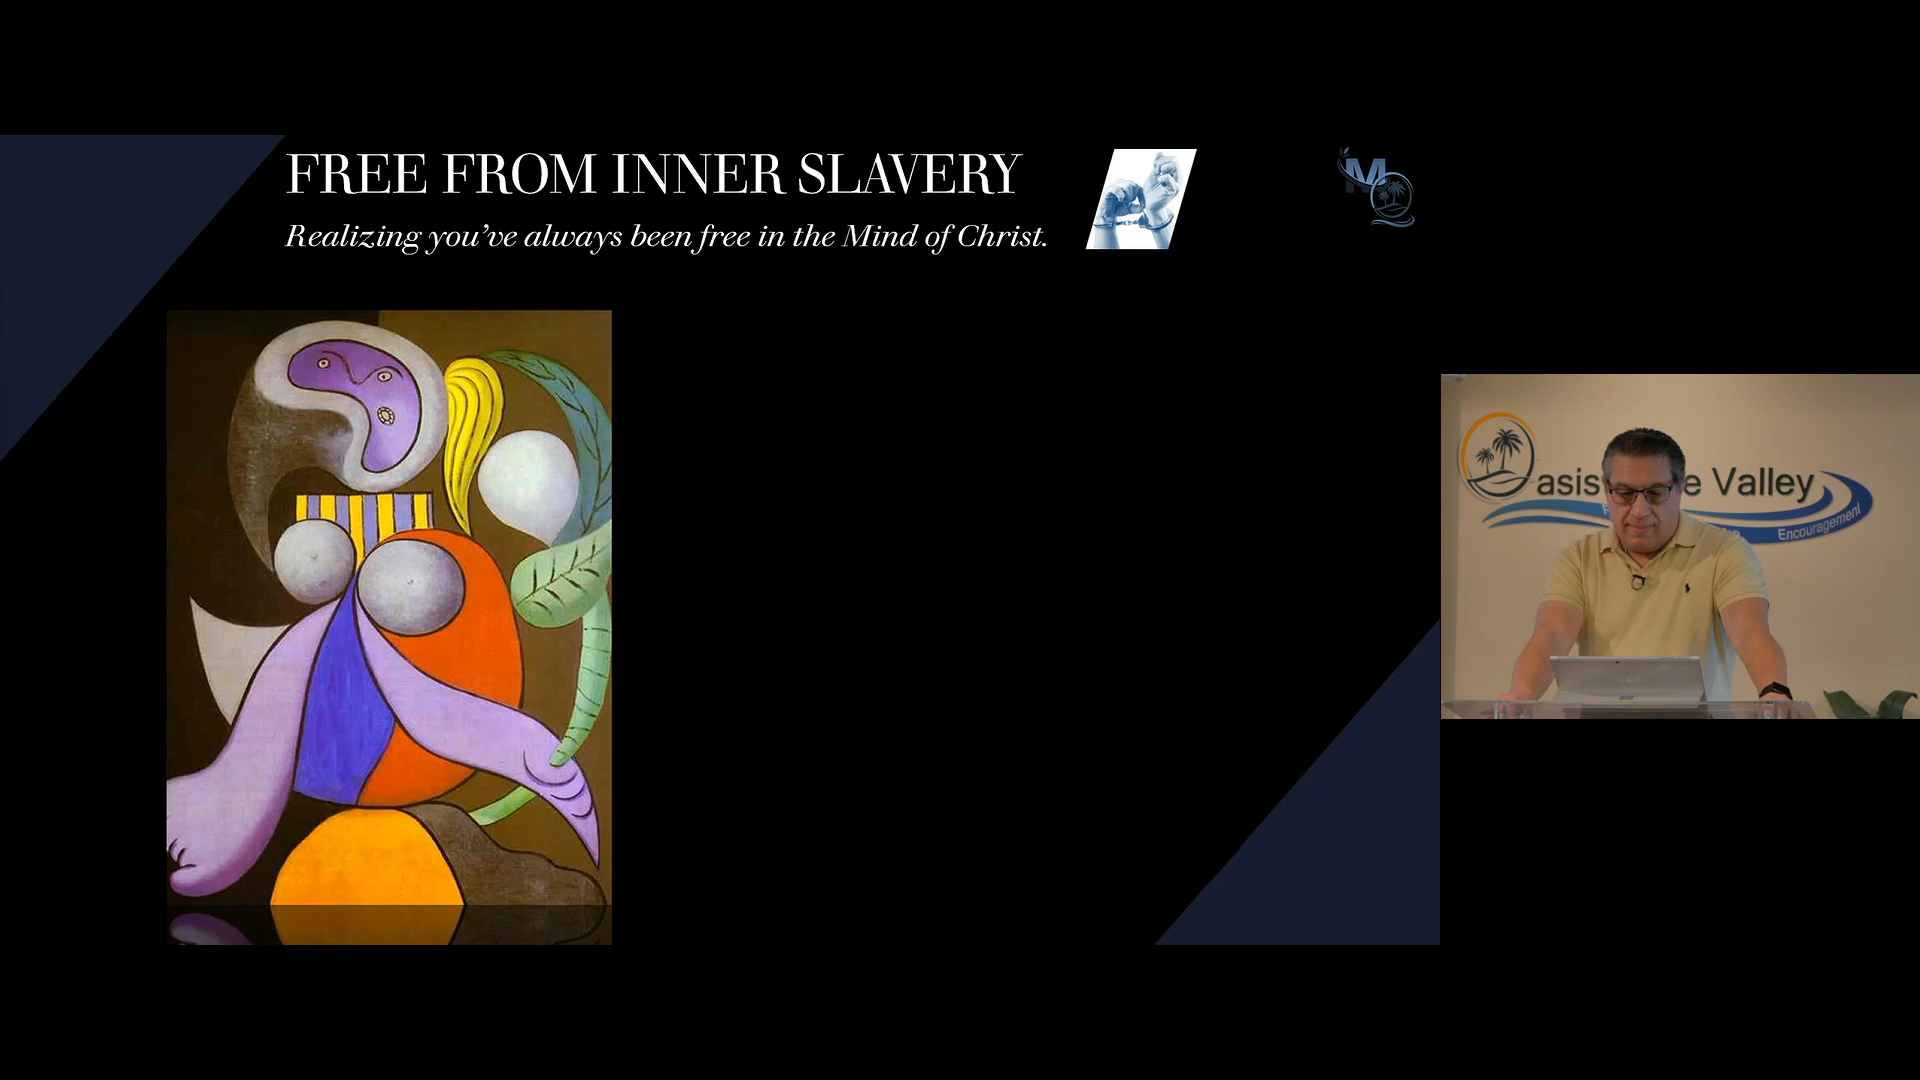 FREE FROM INNER SLAVERY
Realizing you've always been free in the Mind of Christ.
M
asis e Valley
Encouragement